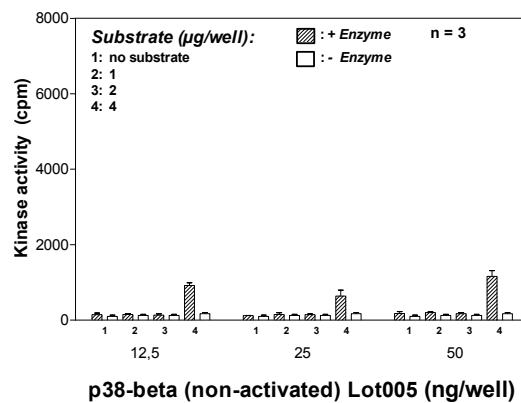 8000
6000
4000
2000
0
Kinase activity (cpm)
Substrate (µg/well):
1: no substrate
2: 1
3: 2
4: 4
: + Enzyme
: - Enzyme
n = 3
1 2 3 4 1 2 3 4 1 2 3 4
12,5 25 50
p38-beta (non-activated) Lot005 (ng/well)